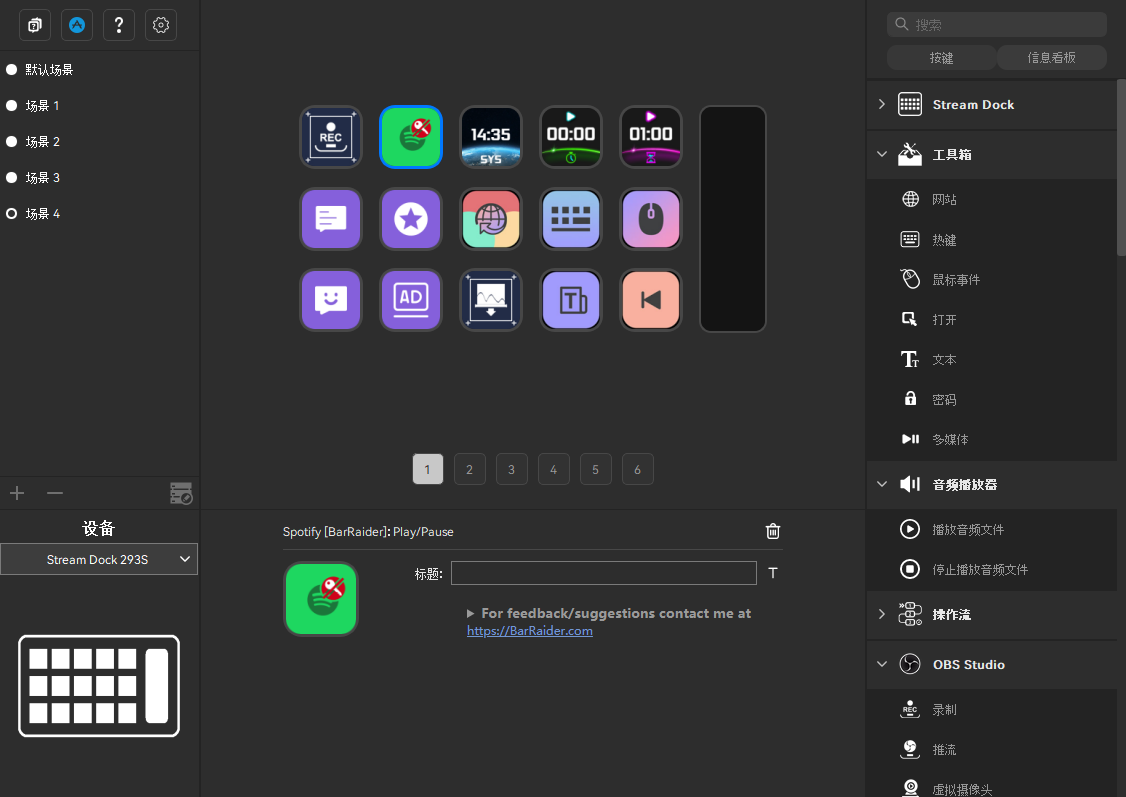 ?
默认场景
场景 1
场景 2
场景 3
场景 4
设备
Stream Dock 293S
REC
14:35
SYS
00:00
01:00
AD
T
1 2 3 4 5 6
Spotify [BarRaider]: Play/Pause
标题:
T
For feedback/suggestions contact me at
https://BarRaider.com
搜索
按键 信息看板
Stream Dock
工具箱
网站
热键
鼠标事件
打开
文本
密码
多媒体
音频播放器
播放音频文件
停止播放音频文件
操作流
OBS Studio
REC
录制
推流
虚拟摄像头